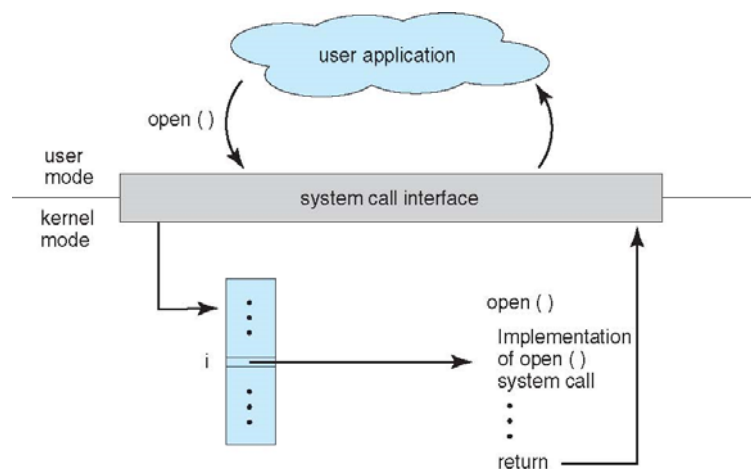 user application
open ( )
user
mode
system call interface
kernel
mode
open ( )
i
Implementation
of open ( )
system call
return